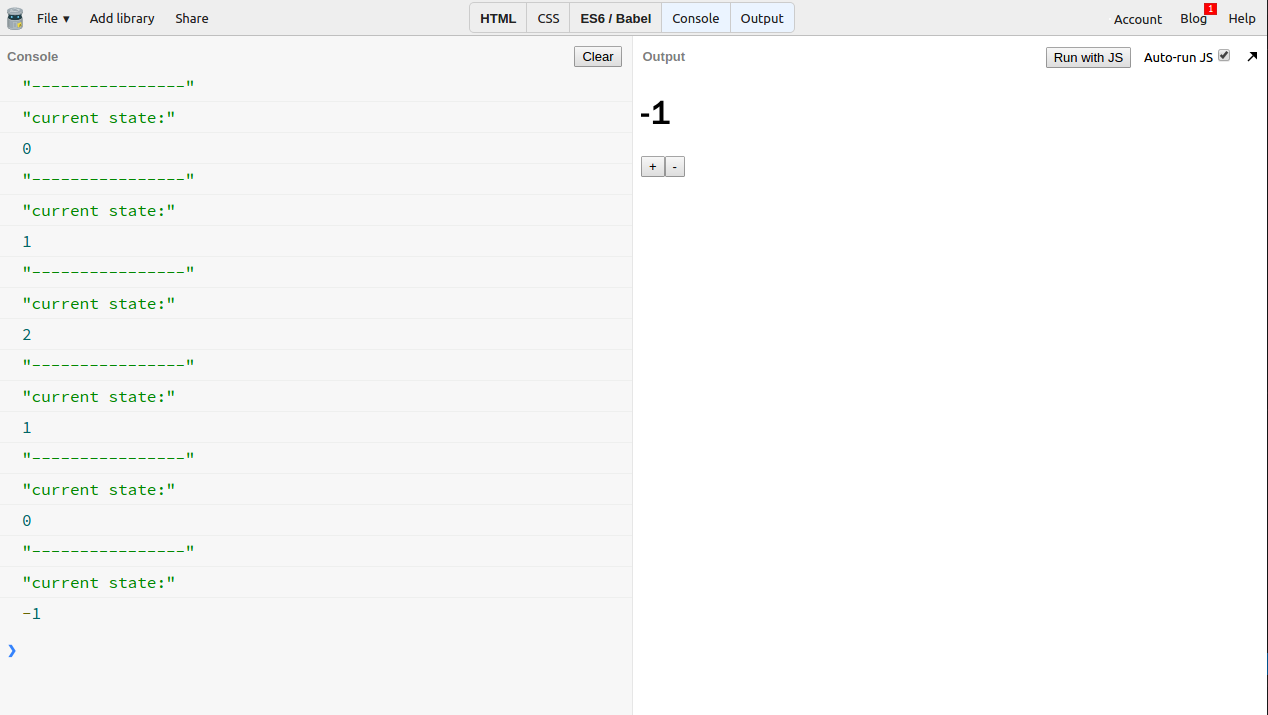 File ▾ Add library Share HTML CSS ES6 / Babel Console Output Account Blog 1 Help
Console Clear
"----------------"
"current state:"
0
"----------------"
"current state:"
1
"----------------"
"current state:"
2
"----------------"
"current state:"
1
"----------------"
"current state:"
0
"----------------"
"current state:"
-1
❯
Output Run with JS Auto-run JS
-1
+ -